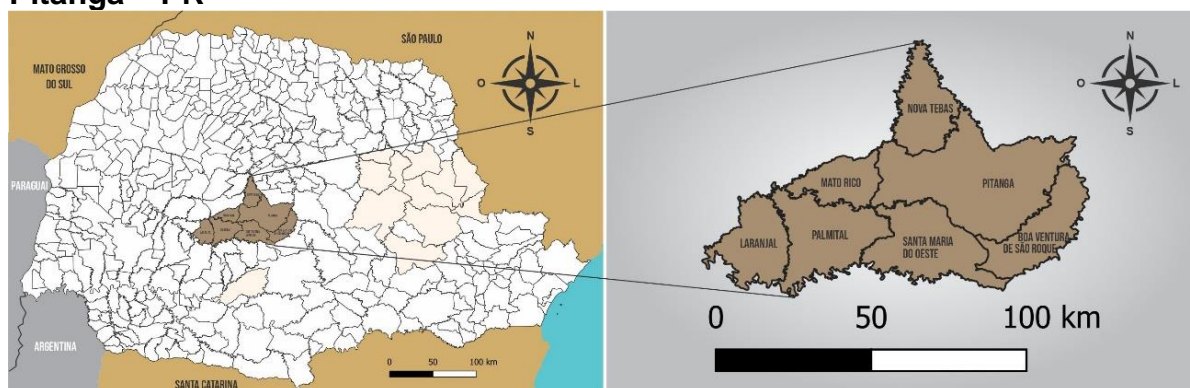 Pitanga – PR
SÃO PAULO
MATO GROSSO
DO SUL
N
O
L
S
PARAGUAI
ARGENTINA
0 50 100 km
SANTA CATARINA
N
O
L
S
NOVA TEBAS
MATO RICO
PITANGA
LARANJAL
PALMITAL
SANTA MARIA
DO OESTE
BOA VENTURA
DE SÃO ROQUE
0 50 100 km